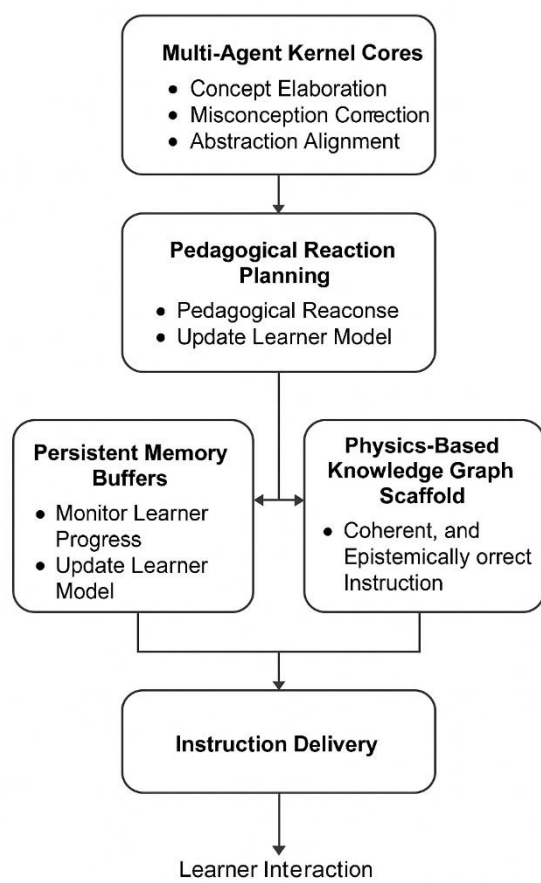 Multi-Agent Kernel Cores
• Concept Elaboration
• Misconception Comection
• Abstraction Alignment
Pedagogical Reaction
Planning
• Pedagogical Reaconse
• Update Learner Model
Persistent Memory
Buffers
• Monitor Learner
Progress
• Update Learner
Model
Physics-Based
Knowledge Graph
Scaffold
• Coherent, and
Epistemically orrect
Instruction
Instruction Delivery
Learner Interaction